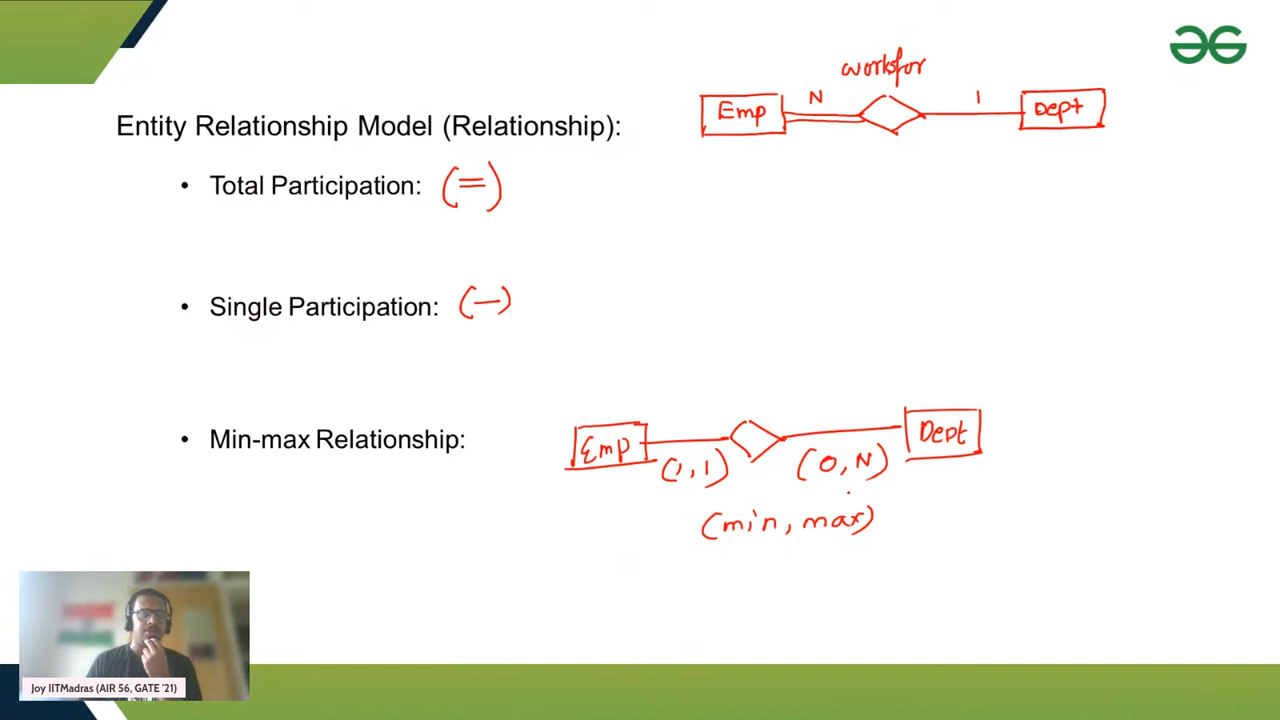 worksfor
Emp N 1 Dept
Entity Relationship Model (Relationship):
• Total Participation: (=)
• Single Participation: (—)
• Min-max Relationship:
Emp (1,1) (0,N) Dept
(min, max)
Joy IITMadras (AIR 56, GATE '21)